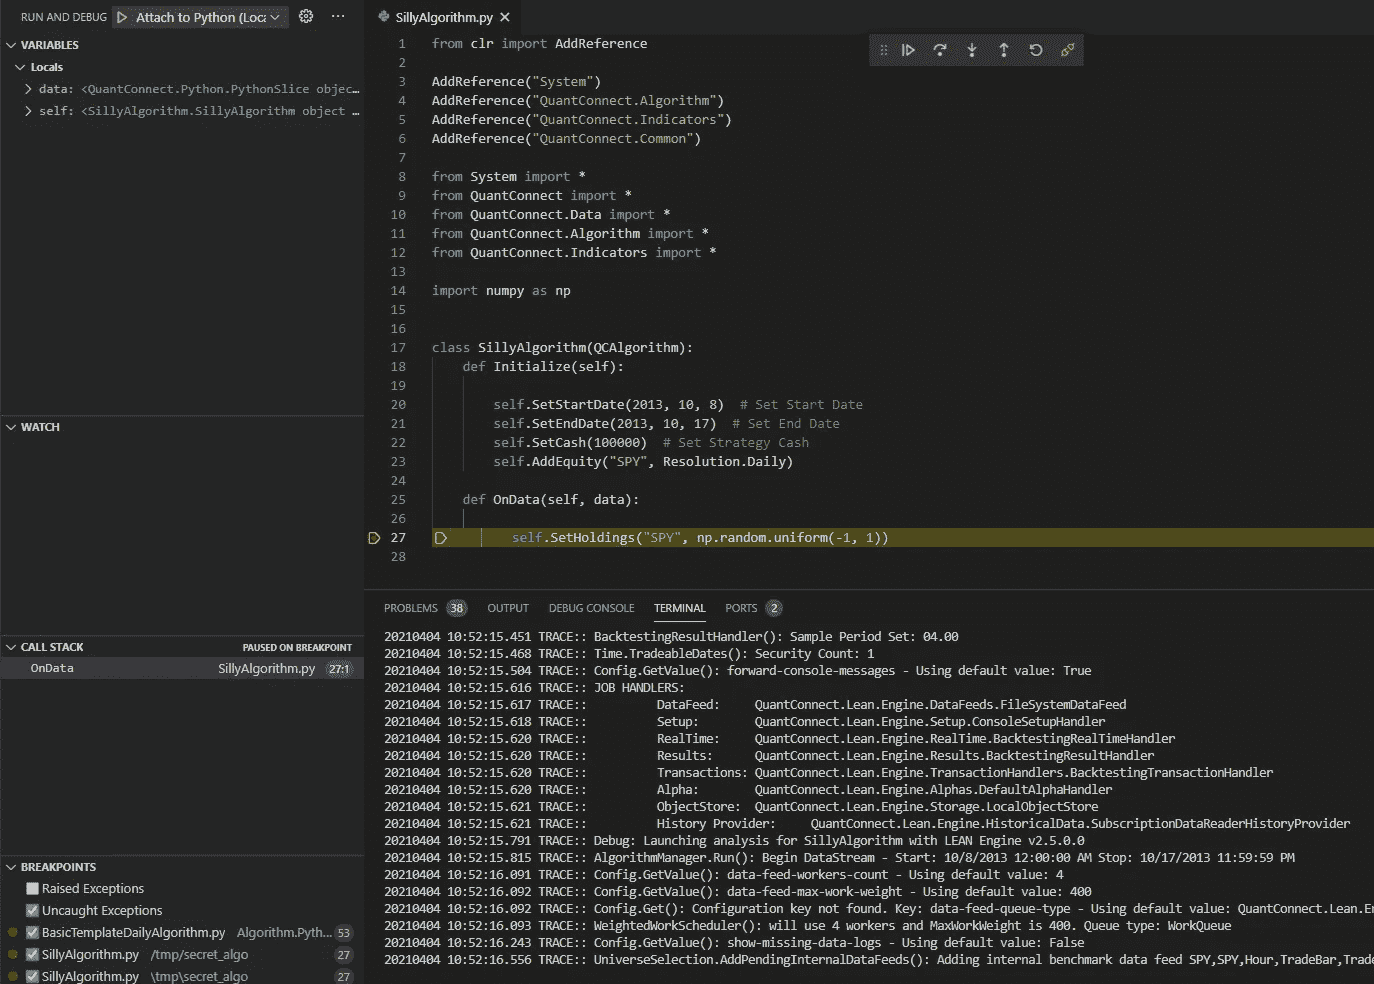 RUN AND DEBUG Attach to Python (Loca
VARIABLES
Locals
data: <QuantConnect.Python.PythonSlice objec…
self: <SillyAlgorithm.SillyAlgorithm object …
WATCH
CALL STACK PAUSED ON BREAKPOINT
OnData SillyAlgorithm.py 27:1
BREAKPOINTS
Raised Exceptions
Uncaught Exceptions
BasicTemplateDailyAlgorithm.py Algorithm.Pyth... 53
SillyAlgorithm.py /tmp/secret_algo 27
SillyAlgorithm.py \tmp\secret_algo 27
SillyAlgorithm.py
1 from clr import AddReference
2
3 AddReference("System")
4 AddReference("QuantConnect.Algorithm")
5 AddReference("QuantConnect.Indicators")
6 AddReference("QuantConnect.Common")
7
8 from System import *
9 from QuantConnect import *
10 from QuantConnect.Data import *
11 from QuantConnect.Algorithm import *
12 from QuantConnect.Indicators import *
13
14 import numpy as np
15
16
17 class SillyAlgorithm(QCAlgorithm):
18 def Initialize(self):
19
20 self.SetStartDate(2013, 10, 8) # Set Start Date
21 self.SetEndDate(2013, 10, 17) # Set End Date
22 self.SetCash(100000) # Set Strategy Cash
23 self.AddEquity("SPY", Resolution.Daily)
24
25 def OnData(self, data):
26
27 self.SetHoldings("SPY", np.random.uniform(-1, 1))
28
PROBLEMS 38 OUTPUT DEBUG CONSOLE TERMINAL PORTS 2
20210404 10:52:15.451 TRACE:: BacktestingResultHandler(): Sample Period Set: 04.00
20210404 10:52:15.468 TRACE:: Time.TradeableDates(): Security Count: 1
20210404 10:52:15.504 TRACE:: Config.GetValue(): forward-console-messages - Using default value: True
20210404 10:52:15.616 TRACE:: JOB HANDLERS:
20210404 10:52:15.617 TRACE:: DataFeed: QuantConnect.Lean.Engine.DataFeeds.FileSystemDataFeed
20210404 10:52:15.618 TRACE:: Setup: QuantConnect.Lean.Engine.Setup.ConsoleSetupHandler
20210404 10:52:15.620 TRACE:: RealTime: QuantConnect.Lean.Engine.RealTime.BacktestingRealTimeHandler
20210404 10:52:15.620 TRACE:: Results: QuantConnect.Lean.Engine.Results.BacktestingResultHandler
20210404 10:52:15.620 TRACE:: Transactions: QuantConnect.Lean.Engine.TransactionHandlers.BacktestingTransactionHandler
20210404 10:52:15.620 TRACE:: Alpha: QuantConnect.Lean.Engine.Alphas.DefaultAlphaHandler
20210404 10:52:15.621 TRACE:: ObjectStore: QuantConnect.Lean.Engine.Storage.LocalObjectStore
20210404 10:52:15.621 TRACE:: History Provider: QuantConnect.Lean.Engine.HistoricalData.SubscriptionDataReaderHistoryProvider
20210404 10:52:15.791 TRACE:: Debug: Launching analysis for SillyAlgorithm with LEAN Engine v2.5.0.0
20210404 10:52:15.815 TRACE:: AlgorithmManager.Run(): Begin DataStream - Start: 10/8/2013 12:00:00 AM Stop: 10/17/2013 11:59:59 PM
20210404 10:52:16.091 TRACE:: Config.GetValue(): data-feed-workers-count - Using default value: 4
20210404 10:52:16.092 TRACE:: Config.GetValue(): data-feed-max-work-weight - Using default value: 400
20210404 10:52:16.092 TRACE:: Config.Get(): Configuration key not found. Key: data-feed-queue-type - Using default value: QuantConnect.Lean.En
20210404 10:52:16.093 TRACE:: WeightedWorkScheduler(): will use 4 workers and MaxWorkWeight is 400. Queue type: WorkQueue
20210404 10:52:16.243 TRACE:: Config.GetValue(): show-missing-data-logs - Using default value: False
20210404 10:52:16.556 TRACE:: UniverseSelection.AddPendingInternalDataFeeds(): Adding internal benchmark data feed SPY,SPY,Hour,TradeBar,Trade